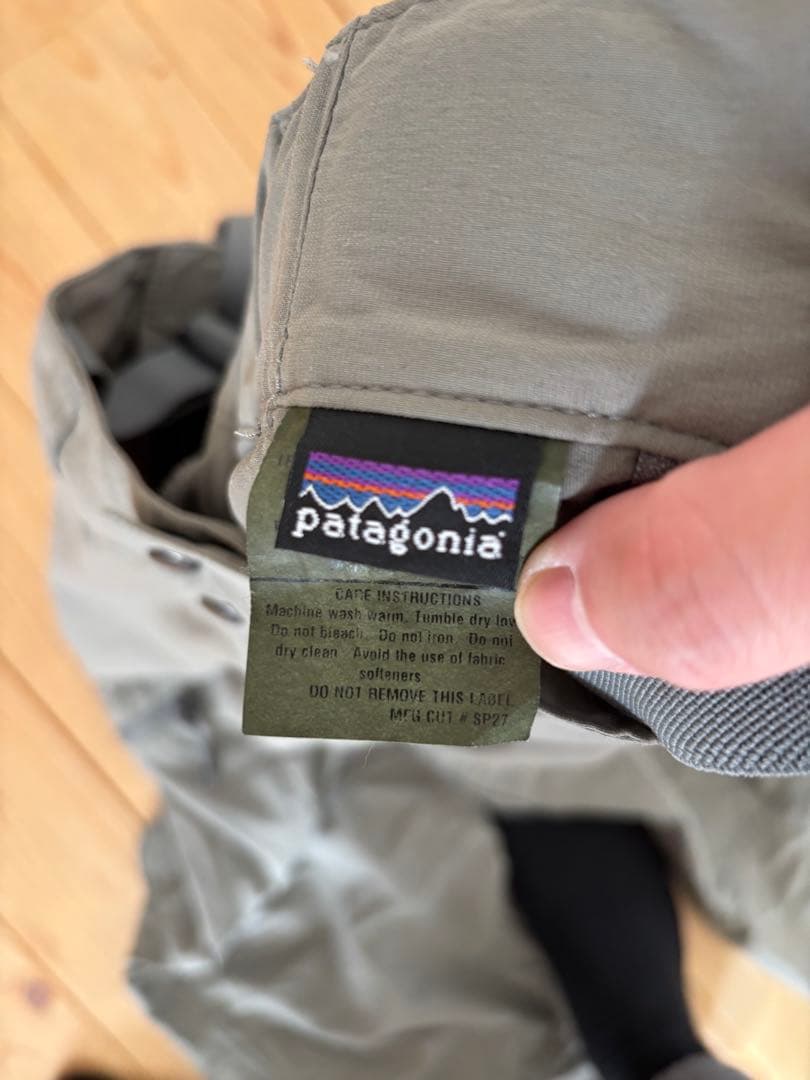 patagonia
CARE INSTRUCTIONS
Machine wash warm. Tumble dry low
Do not bleach. Do not iron. Do not
dry clean. Avoid the use of fabric
softeners
DO NOT REMOVE THIS LABEL
MFG CUT # SP27